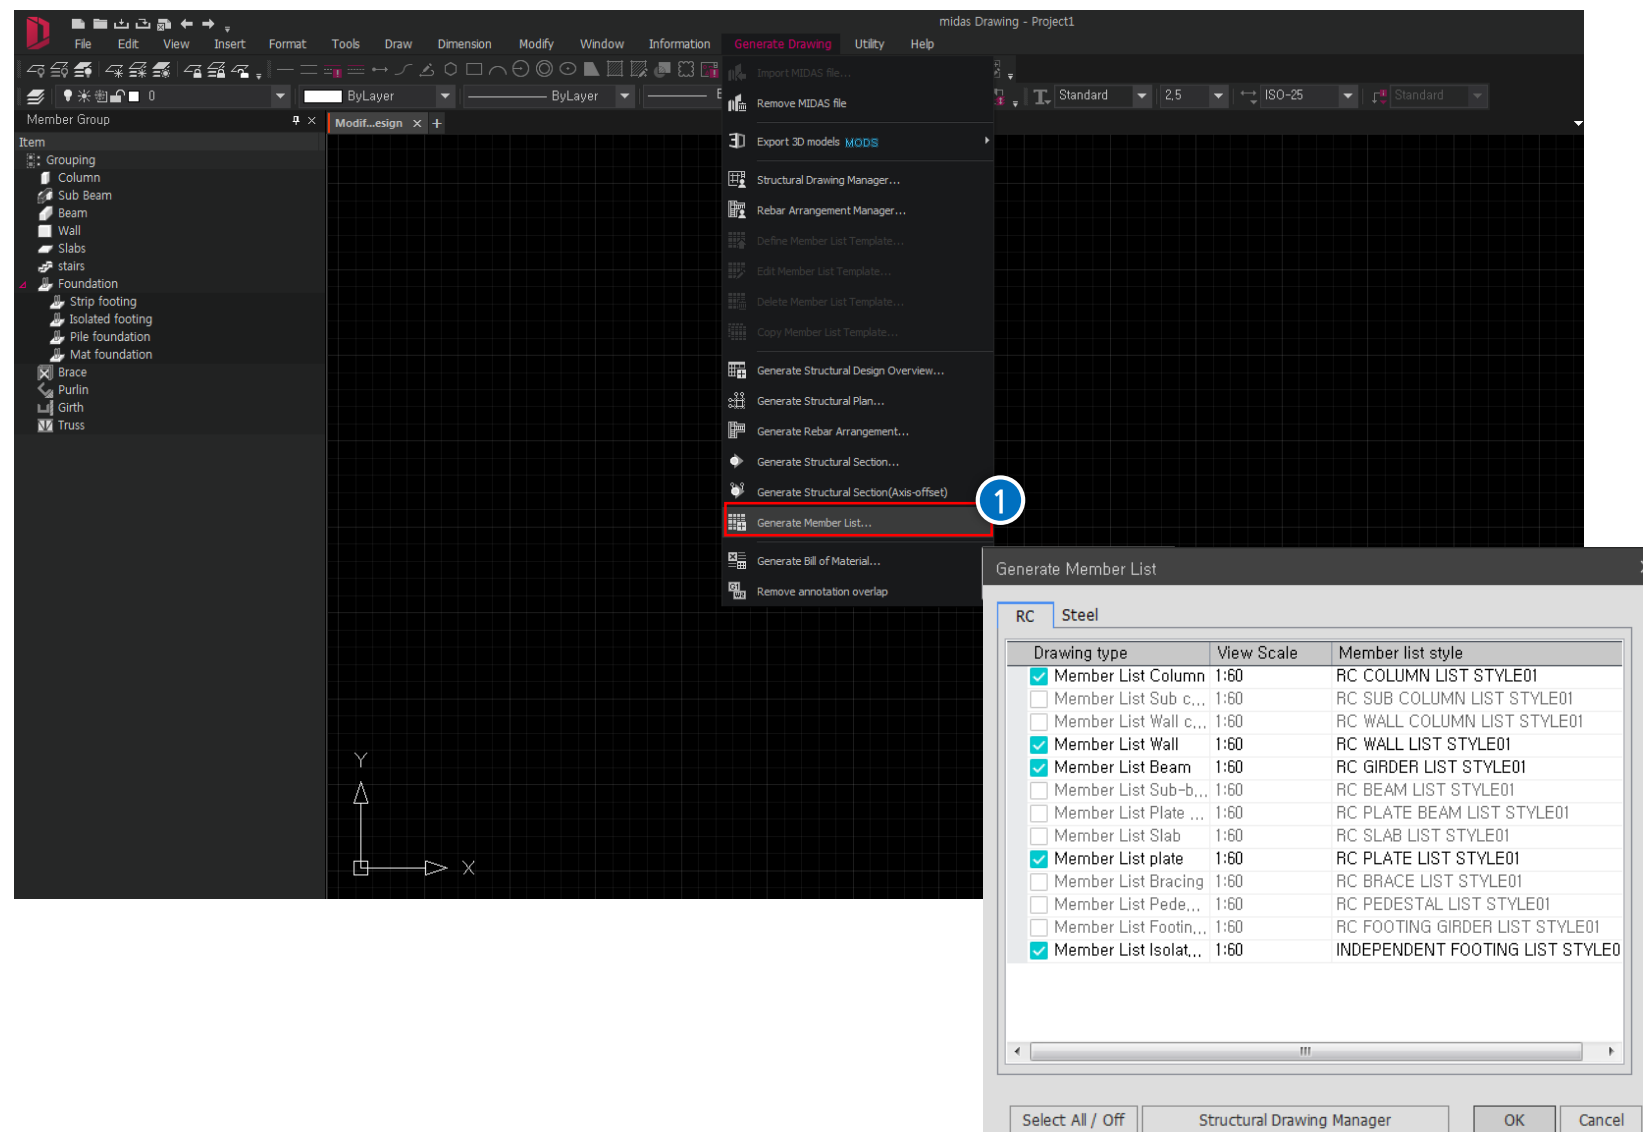 midas Drawing - Project1
File Edit View Insert Format Tools Draw Dimension Modify Window Information Generate Drawing Utility Help
0 ByLayer ByLayer Standard 2,5 ISO-25 Standard
Member Group
Modif...esign × +
Item
Grouping
Column
Sub Beam
Beam
Wall
Slabs
stairs
Foundation
Strip footing
Isolated footing
Pile foundation
Mat foundation
Brace
Purlin
Girth
Truss
Import MIDAS file...
Remove MIDAS file
Export 3D models MODS
Structural Drawing Manager...
Rebar Arrangement Manager...
Define Member List Template...
Edit Member List Template...
Delete Member List Template...
Copy Member List Template...
Generate Structural Design Overview...
Generate Structural Plan...
Generate Rebar Arrangement...
Generate Structural Section...
Generate Structural Section(Axis-offset)
Generate Member List...
Generate Bill of Material...
Remove annotation overlap
1
Y
X
Generate Member List
RC Steel
Drawing type View Scale Member list style
Member List Column 1:60 RC COLUMN LIST STYLE01
Member List Sub c... 1:60 RC SUB COLUMN LIST STYLE01
Member List Wall c... 1:60 RC WALL COLUMN LIST STYLE01
Member List Wall 1:60 RC WALL LIST STYLE01
Member List Beam 1:60 RC GIRDER LIST STYLE01
Member List Sub-b... 1:60 RC BEAM LIST STYLE01
Member List Plate ... 1:60 RC PLATE BEAM LIST STYLE01
Member List Slab 1:60 RC SLAB LIST STYLE01
Member List plate 1:60 RC PLATE LIST STYLE01
Member List Bracing 1:60 RC BRACE LIST STYLE01
Member List Pede... 1:60 RC PEDESTAL LIST STYLE01
Member List Footin... 1:60 RC FOOTING GIRDER LIST STYLE01
Member List Isolat... 1:60 INDEPENDENT FOOTING LIST STYLE0
Select All / Off Structural Drawing Manager OK Cancel